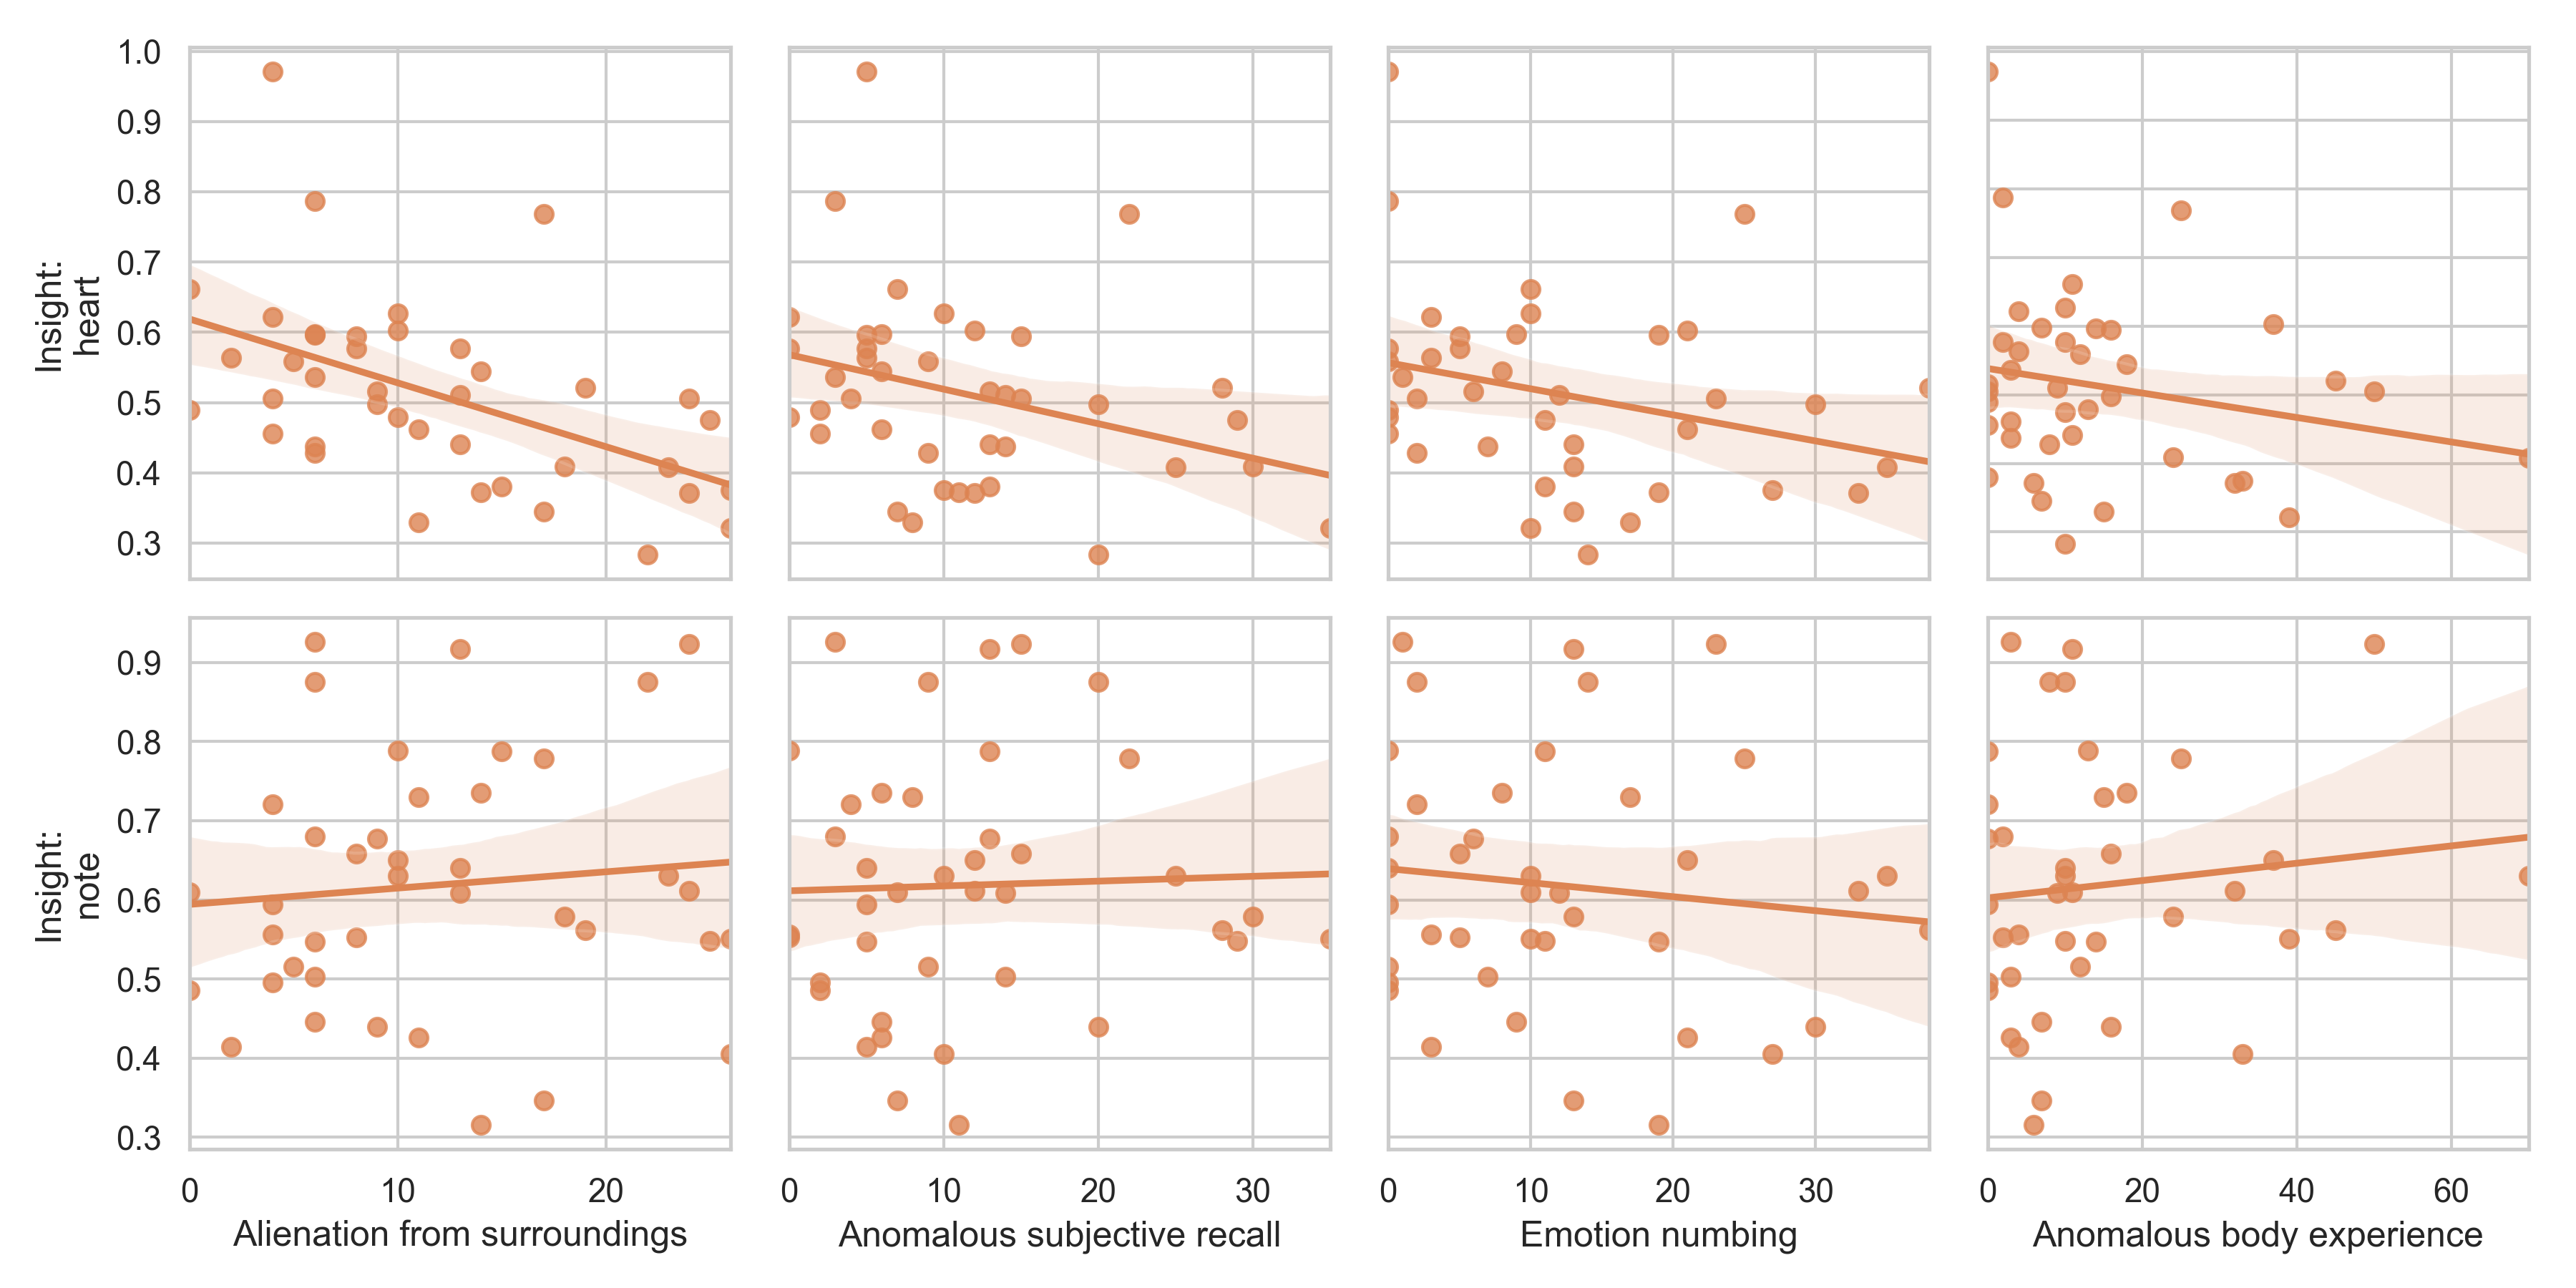 1.0
0.9
0.8
0.7
0.6
0.5
0.4
0.3
Insight:
heart
0.9
0.8
0.7
0.6
0.5
0.4
0.3
Insight:
note
0 10 20
0 10 20 30
0 10 20 30
0 20 40 60
Alienation from surroundings
Anomalous subjective recall
Emotion numbing
Anomalous body experience